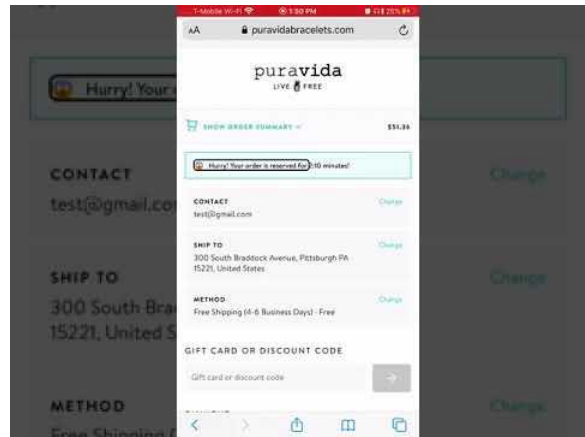 T-Mobile Wi-Fi 1:50 PM 25%
AA puravidabracelets.com
puravida
LIVE FREE
SHOW ORDER SUMMARY $51.36
Hurry! Your order is reserved for 2:10 minutes!
CONTACT Change
test@gmail.com
SHIP TO Change
300 South Braddock Avenue, Pittsburgh PA
15221, United States
METHOD Change
Free Shipping (4-6 Business Days) - Free
GIFT CARD OR DISCOUNT CODE
Gift card or discount code
Hurry! Your
CONTACT Change
test@gmail.co
SHIP TO Change
300 South Bra
15221, United S
METHOD Change
Free Shipping (